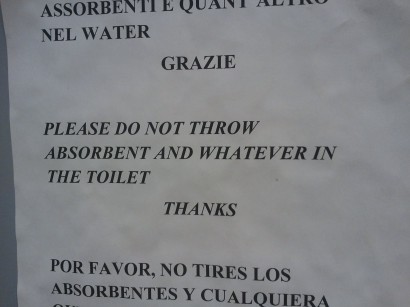 ASSORBENTI E QUANT'ALTRO
NEL WATER
GRAZIE
PLEASE DO NOT THROW
ABSORBENT AND WHATEVER IN
THE TOILET
THANKS
POR FAVOR, NO TIRES LOS
ABSORBENTES Y CUALQUIERA